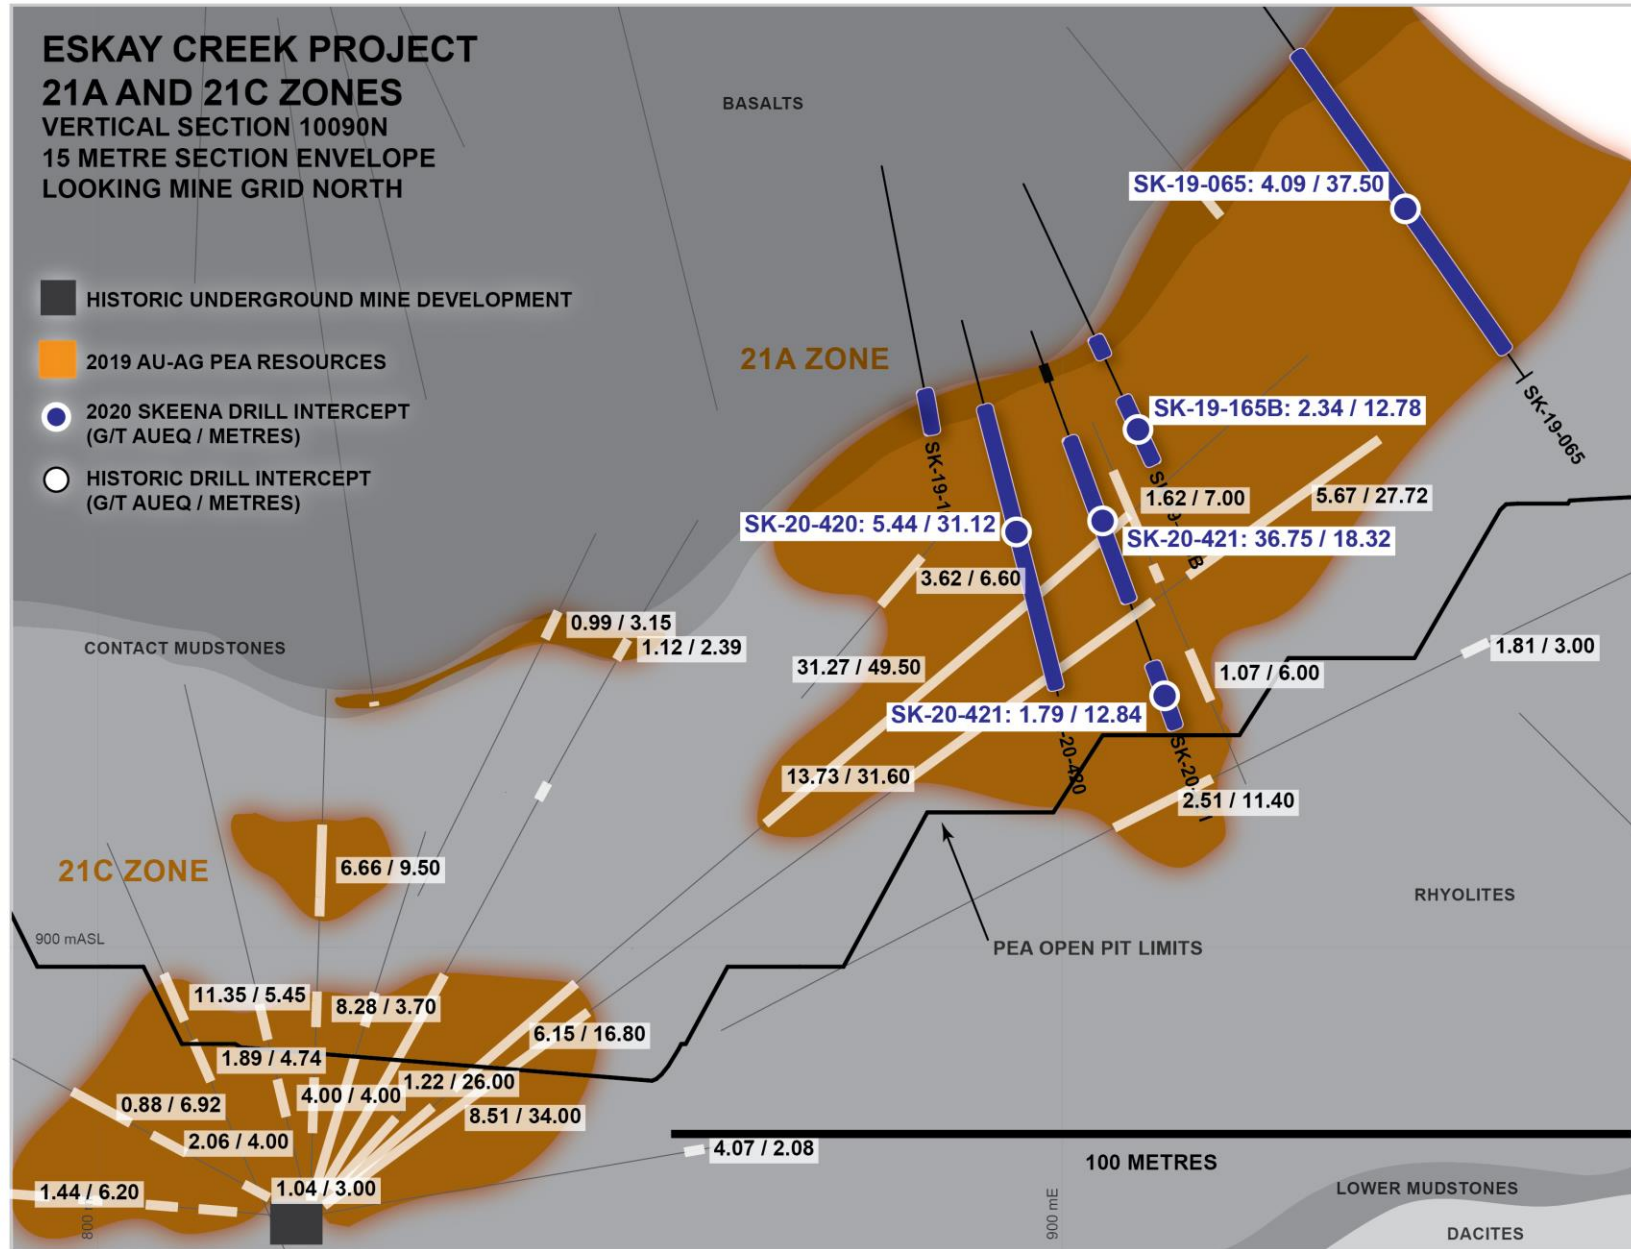 ESKAY CREEK PROJECT
21A AND 21C ZONES
VERTICAL SECTION 10090N
15 METRE SECTION ENVELOPE
LOOKING MINE GRID NORTH
BASALTS
SK-19-065: 4.09 / 37.50
HISTORIC UNDERGROUND MINE DEVELOPMENT
2019 AU-AG PEA RESOURCES
2020 SKEENA DRILL INTERCEPT
(G/T AUEQ / METRES)
HISTORIC DRILL INTERCEPT
(G/T AUEQ / METRES)
21A ZONE
SK-19-065
SK-19-165B: 2.34 / 12.78
SK-19-1
1.62 / 7.00
5.67 / 27.72
SK-20-420: 5.44 / 31.12
SK-20-421: 36.75 / 18.32
3.62 / 6.60
0.99 / 3.15
1.12 / 2.39
CONTACT MUDSTONES
1.81 / 3.00
31.27 / 49.50
1.07 / 6.00
SK-20-421: 1.79 / 12.84
-20-420
SK-20-
13.73 / 31.60
2.51 / 11.40
21C ZONE
6.66 / 9.50
RHYOLITES
900 mASL
PEA OPEN PIT LIMITS
11.35 / 5.45
8.28 / 3.70
6.15 / 16.80
1.89 / 4.74
1.22 / 26.00
4.00 / 4.00
0.88 / 6.92
8.51 / 34.00
2.06 / 4.00
4.07 / 2.08
100 METRES
1.04 / 3.00
1.44 / 6.20
LOWER MUDSTONES
800 m
900 mE
DACITES